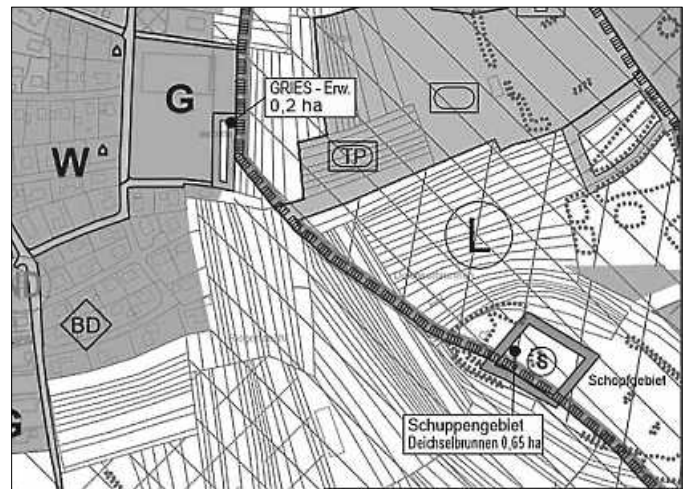 G
GRIES - Erw.
0,2 ha
W
TP
L
BD
S
Schopfgebiet
Schuppengebiet
Deichselbrunnen 0,65 ha
G